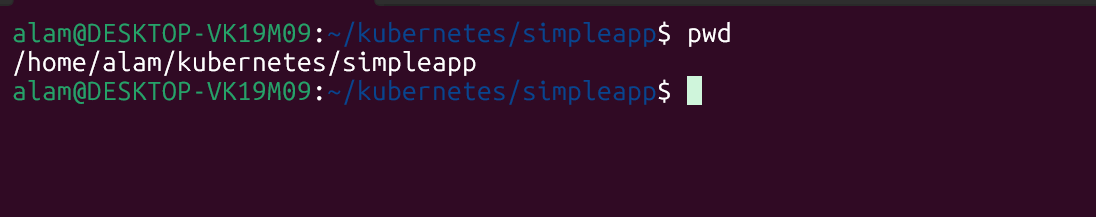 alam@DESKTOP-VK19M09:~/kubernetes/simpleapp$ pwd
/home/alam/kubernetes/simpleapp
alam@DESKTOP-VK19M09:~/kubernetes/simpleapp$